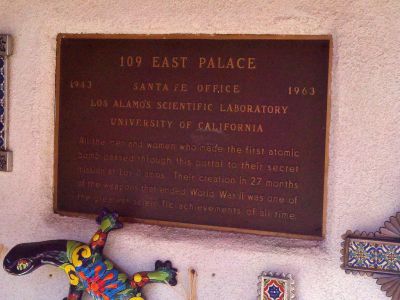 109 EAST PALACE
1943 SANTA FE OFFICE 1963
LOS ALAMOS SCIENTIFIC LABORATORY
UNIVERSITY OF CALIFORNIA
All the men and women who made the first atomic
bomb passed through this portal to their secret
mission at Los Alamos. Their creation in 27 months
of the weapons that ended World War II was one of
the greatest scientific achievements of all time.